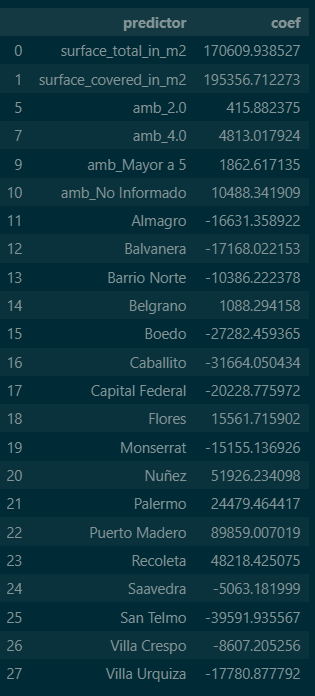 predictor coef
0 surface_total_in_m2 170609.938527
1 surface_covered_in_m2 195356.712273
5 amb_2.0 415.882375
7 amb_4.0 4813.017924
9 amb_Mayor a 5 1862.617135
10 amb_No Informado 10488.341909
11 Almagro -16631.358922
12 Balvanera -17168.022153
13 Barrio Norte -10386.222378
14 Belgrano 1088.294158
15 Boedo -27282.459365
16 Caballito -31664.050434
17 Capital Federal -20228.775972
18 Flores 15561.715902
19 Monserrat -15155.136926
20 Nuñez 51926.234098
21 Palermo 24479.464417
22 Puerto Madero 89859.007019
23 Recoleta 48218.425075
24 Saavedra -5063.181999
25 San Telmo -39591.935567
26 Villa Crespo -8607.205256
27 Villa Urquiza -17780.877792